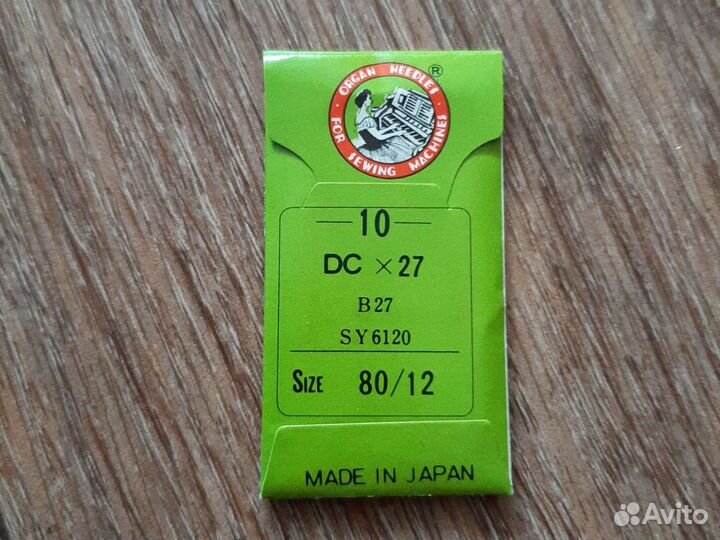 ORGAN NEEDLES
FOR SEWING MACHINES
®
10
DC × 27
B27
SY6120
SIZE 80/12
MADE IN JAPAN
Avito